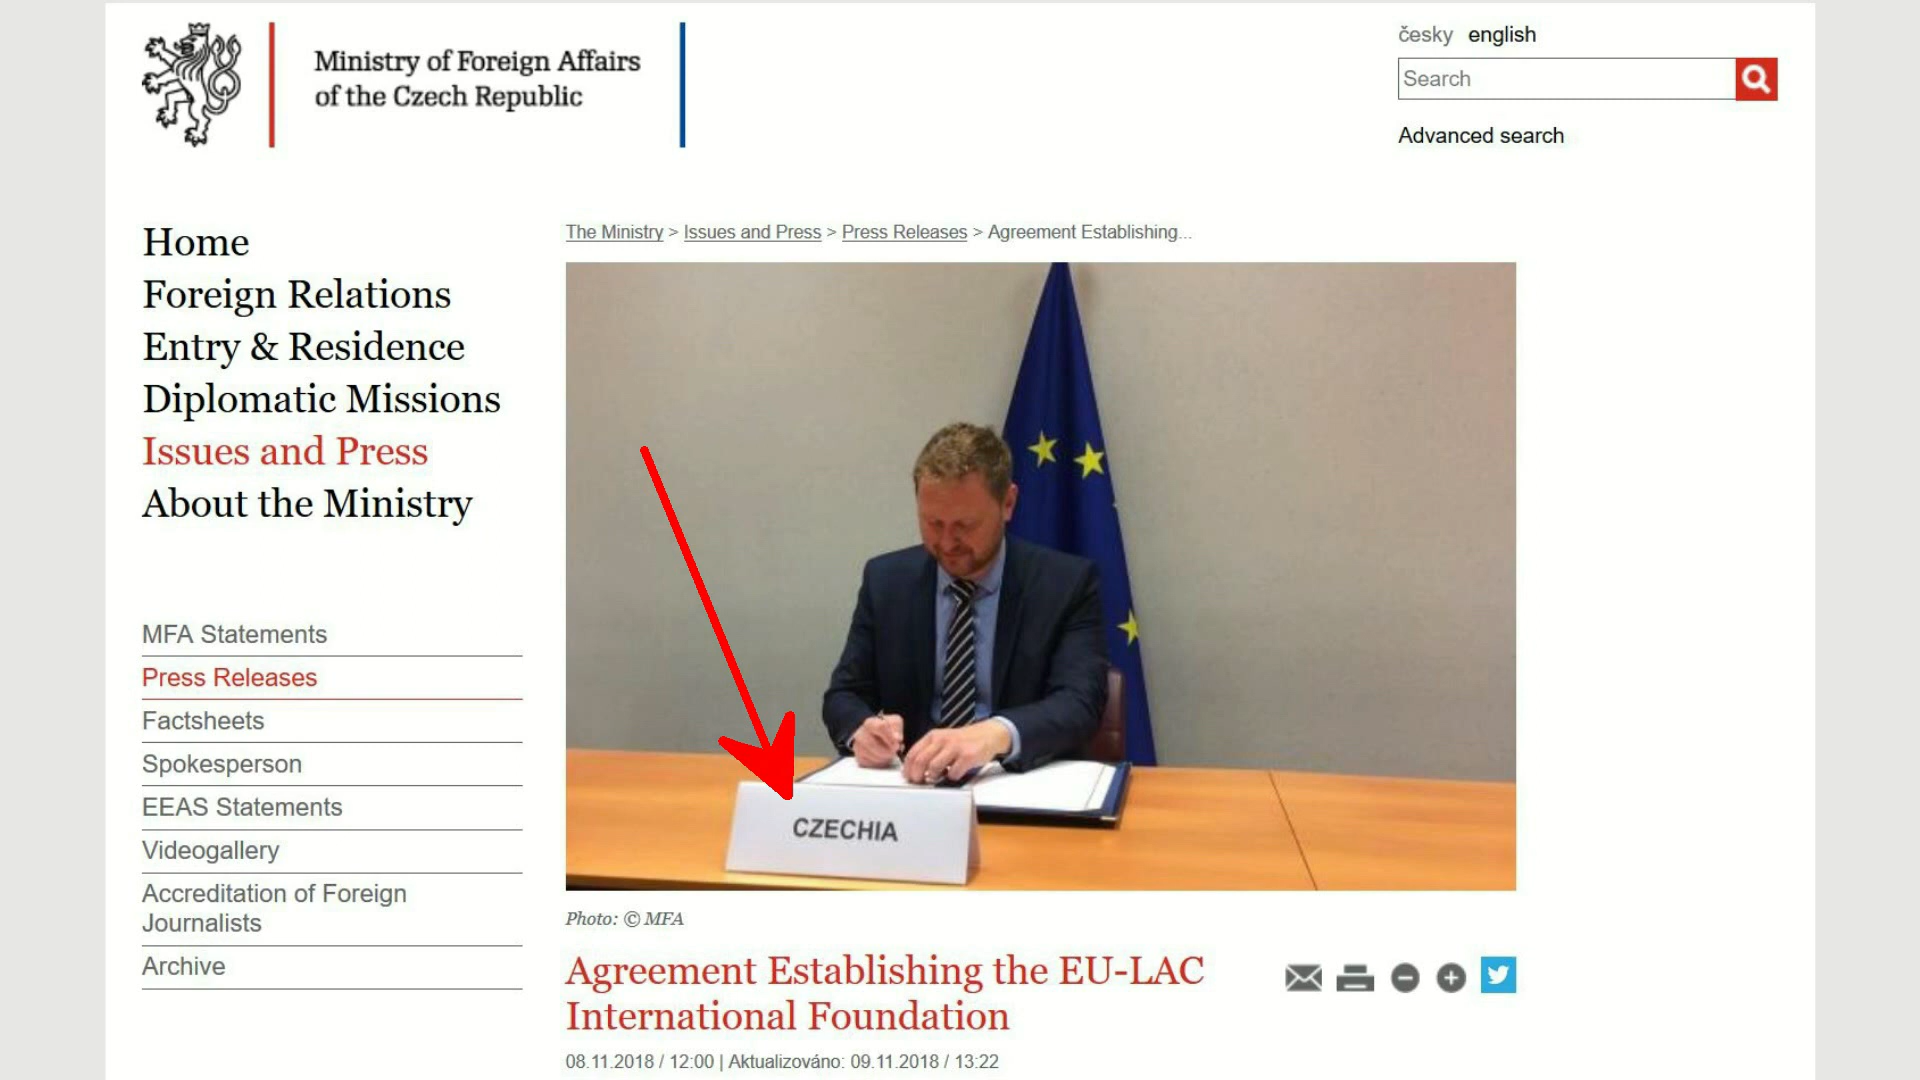 Ministry of Foreign Affairs
of the Czech Republic
česky english
Search
Advanced search
Home
Foreign Relations
Entry & Residence
Diplomatic Missions
Issues and Press
About the Ministry
MFA Statements
Press Releases
Factsheets
Spokesperson
EEAS Statements
Videogallery
Accreditation of Foreign
Journalists
Archive
The Ministry > Issues and Press > Press Releases > Agreement Establishing...
CZECHIA
Photo: © MFA
Agreement Establishing the EU-LAC
International Foundation
08.11.2018 / 12:00 | Aktualizováno: 09.11.2018 / 13:22